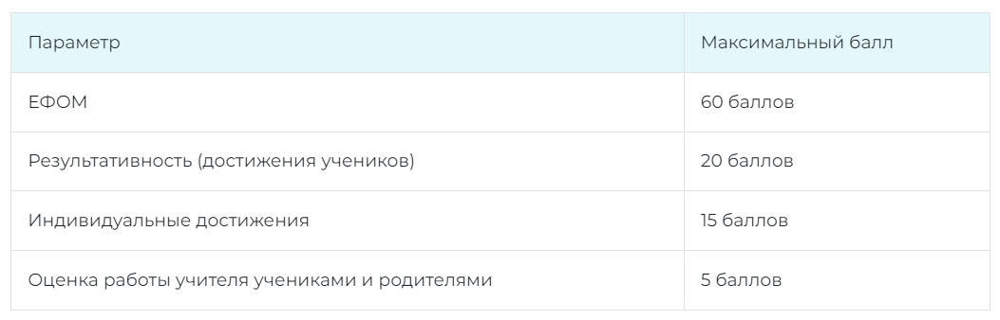 Параметр Максимальный балл
ЕФОМ 60 баллов
Результативность (достижения учеников) 20 баллов
Индивидуальные достижения 15 баллов
Оценка работы учителя учениками и родителями 5 баллов